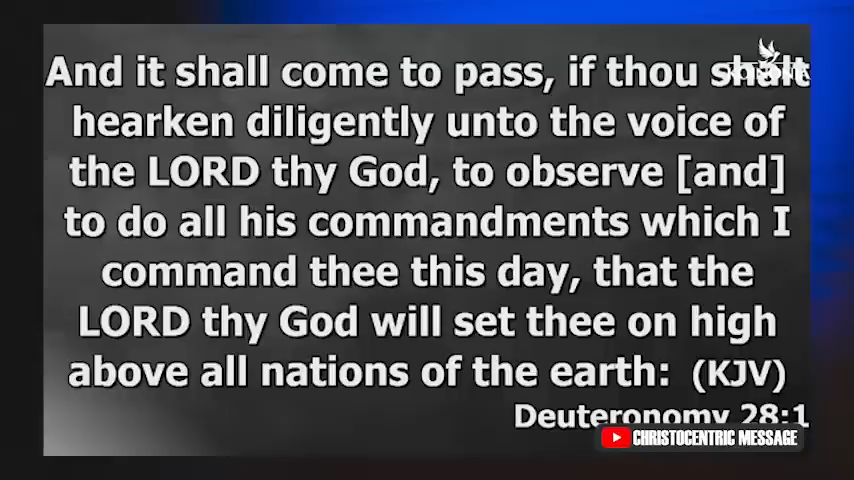 And it shall come to pass, if thou shalt
hearken diligently unto the voice of
the LORD thy God, to observe [and]
to do all his commandments which I
command thee this day, that the
LORD thy God will set thee on high
above all nations of the earth: (KJV)
Deuteronomy 28:1
CHRISTOCENTRIC MESSAGE